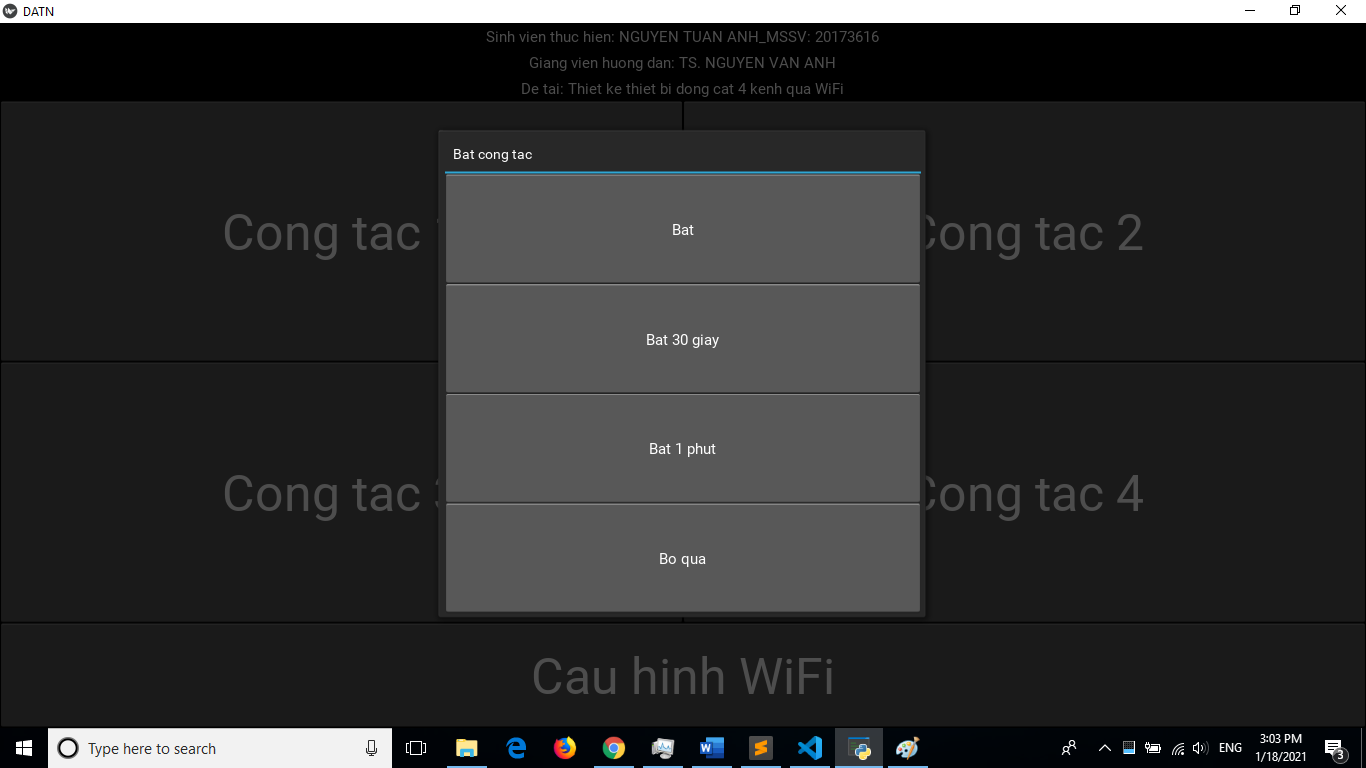 DATN
Sinh vien thuc hien: NGUYEN TUAN ANH_MSSV: 20173616
Giang vien huong dan: TS. NGUYEN VAN ANH
De tai: Thiet ke thiet bi dong cat 4 kenh qua WiFi
Cong tac
Cong tac 2
Bat cong tac
Bat
Bat 30 giay
Bat 1 phut
Bo qua
Cong tac
Cong tac 4
Cau hinh WiFi
Type here to search
ENG
3:03 PM
1/18/2021
3